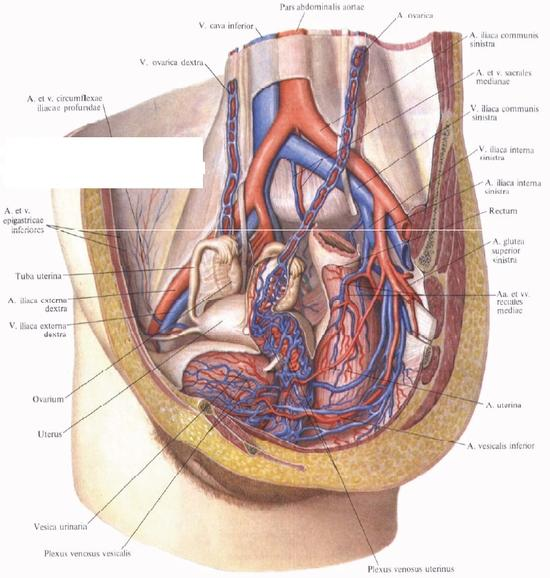 Pars abdominalis aortae
V. cava inferior
A. ovarica
V. ovarica dextra
A. iliaca communis
sinistra
A. et v. sacrales
medianae
A. et v. circumflexae
iliacae profundae
V. iliaca communis
sinistra
V. iliaca interna
sinistra
A. iliaca interna
sinistra
Rectum
A. et v.
epigastricae
inferiores
A. glutea
superior
sinistra
Tuba uterina
A. iliaca externa
dextra
V. iliaca externa
dextra
Aa. et vv.
rectales
mediae
Ovarium
A. uterina
Uterus
A. vesicalis inferior
Vesica urinaria
Plexus venosus vesicalis
Plexus venosus uterinus